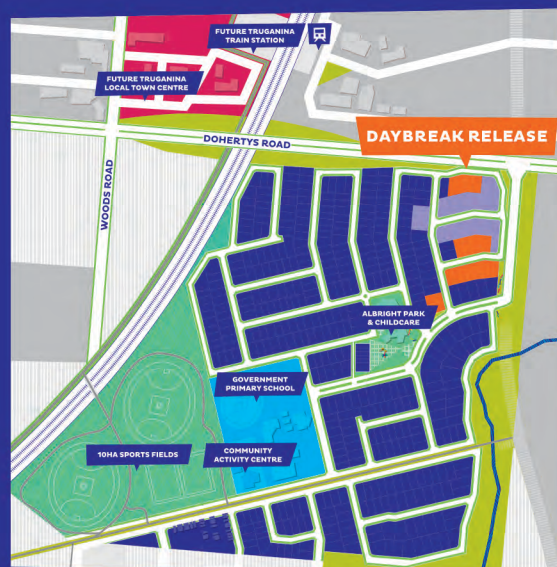 FUTURE TRUGANINA
TRAIN STATION
FUTURE TRUGANINA
LOCAL TOWN CENTRE
DOHERTYS ROAD
DAYBREAK RELEASE
WOODS ROAD
ALBRIGHT PARK
& CHILDCARE
GOVERNMENT
PRIMARY SCHOOL
10HA SPORTS FIELDS
COMMUNITY
ACTIVITY CENTRE